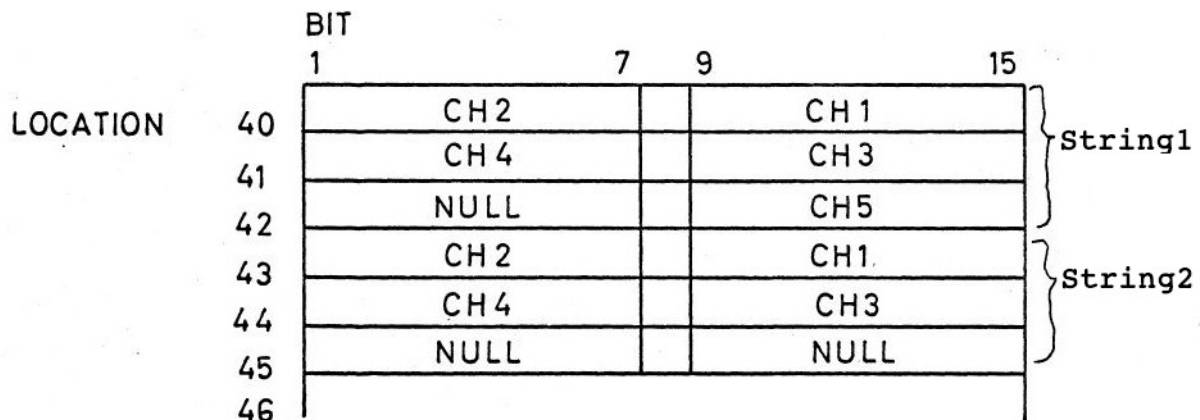 BIT
1 7 9 15
LOCATION 40 CH2 CH1
String1
41 CH4 CH3
42 NULL CH5
43 CH2 CH1
String2
44 CH4 CH3
45 NULL NULL
46